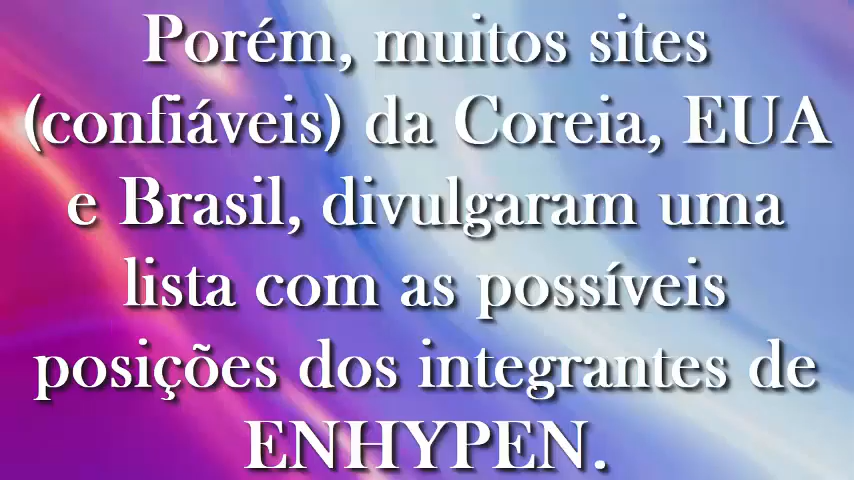 Porém, muitos sites
(confiáveis) da Coreia, EUA
e Brasil, divulgaram uma
lista com as possíveis
posições dos integrantes de
ENHYPEN.